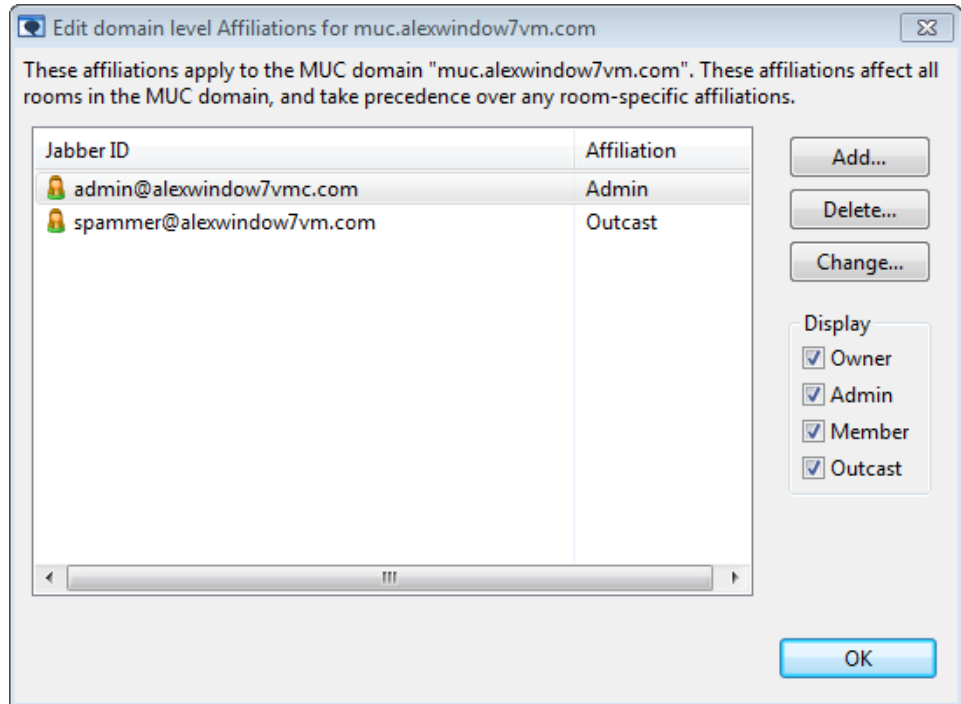 Edit domain level Affiliations for muc.alexwindow7vm.com
These affiliations apply to the MUC domain "muc.alexwindow7vm.com". These affiliations affect all
rooms in the MUC domain, and take precedence over any room-specific affiliations.
Jabber ID Affiliation
admin@alexwindow7vmc.com Admin
spammer@alexwindow7vm.com Outcast
Add...
Delete...
Change...
Display
Owner
Admin
Member
Outcast
OK